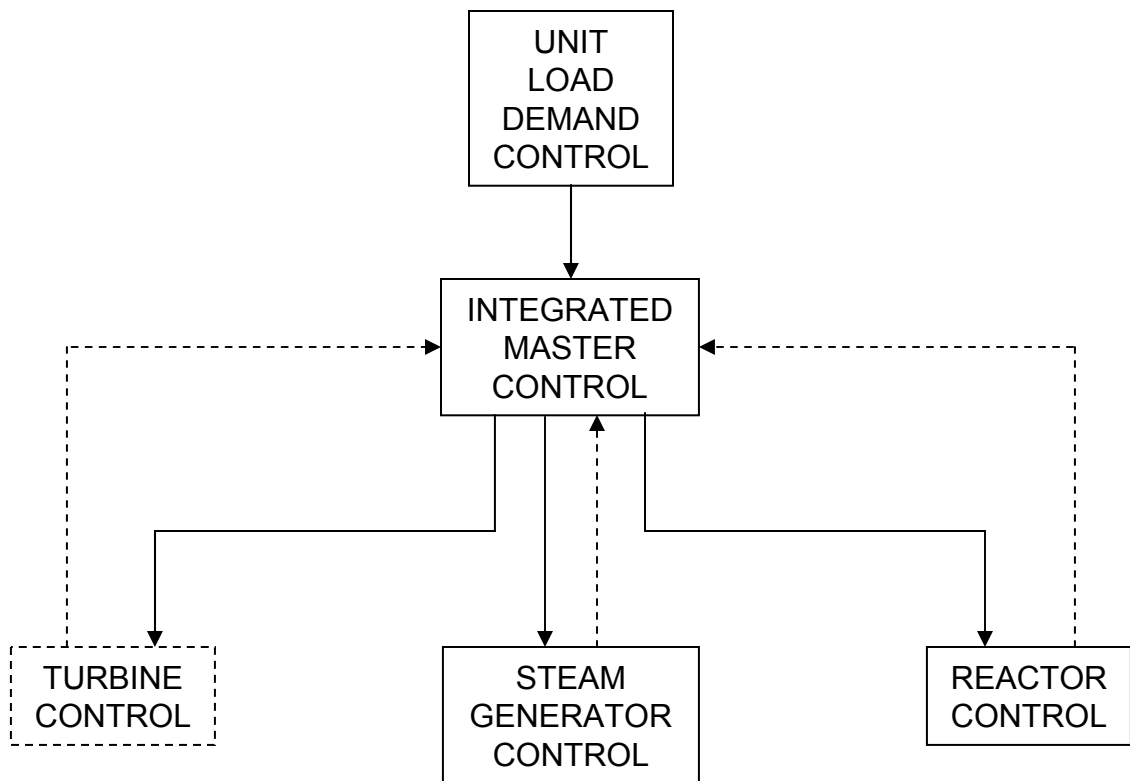 UNIT
LOAD
DEMAND
CONTROL
INTEGRATED
MASTER
CONTROL
TURBINE
CONTROL
STEAM
GENERATOR
CONTROL
REACTOR
CONTROL